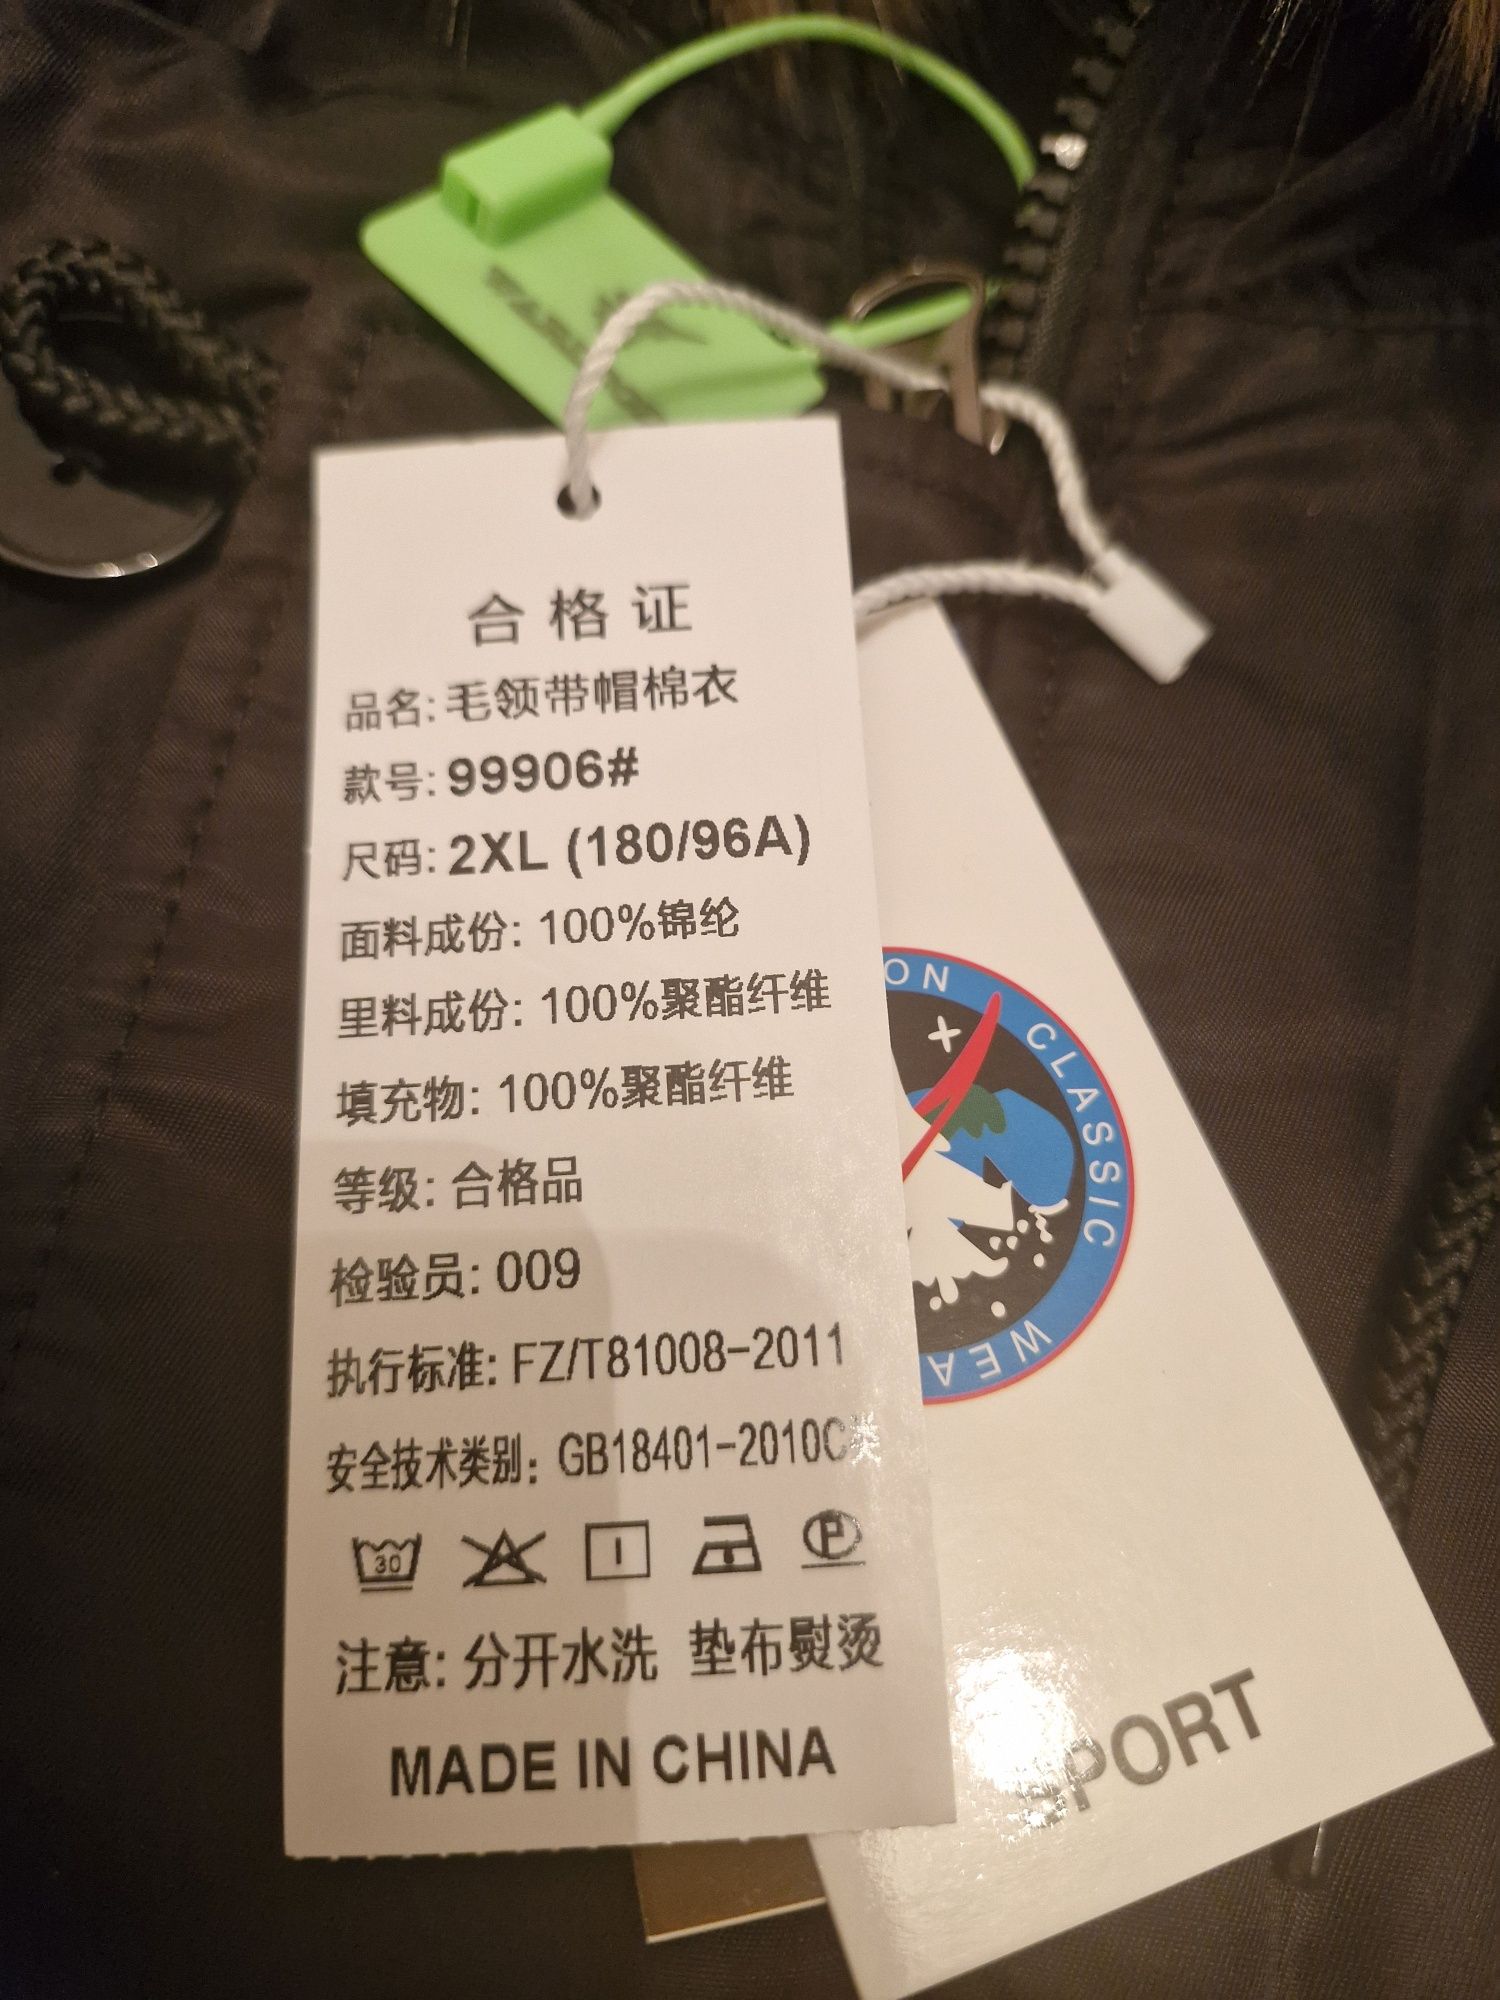 合格证
品名: 毛领带帽棉衣
款号: 99906#
尺码: 2XL (180/96A)
面料成份: 100%锦纶
里料成份: 100%聚酯纤维
填充物: 100%聚酯纤维
等级: 合格品
检验员: 009
执行标准: FZ/T81008-2011
安全技术类别: GB18401-2010C
30
P
注意: 分开水洗 垫布熨烫
MADE IN CHINA
ON CLASSIC WEA
PORT